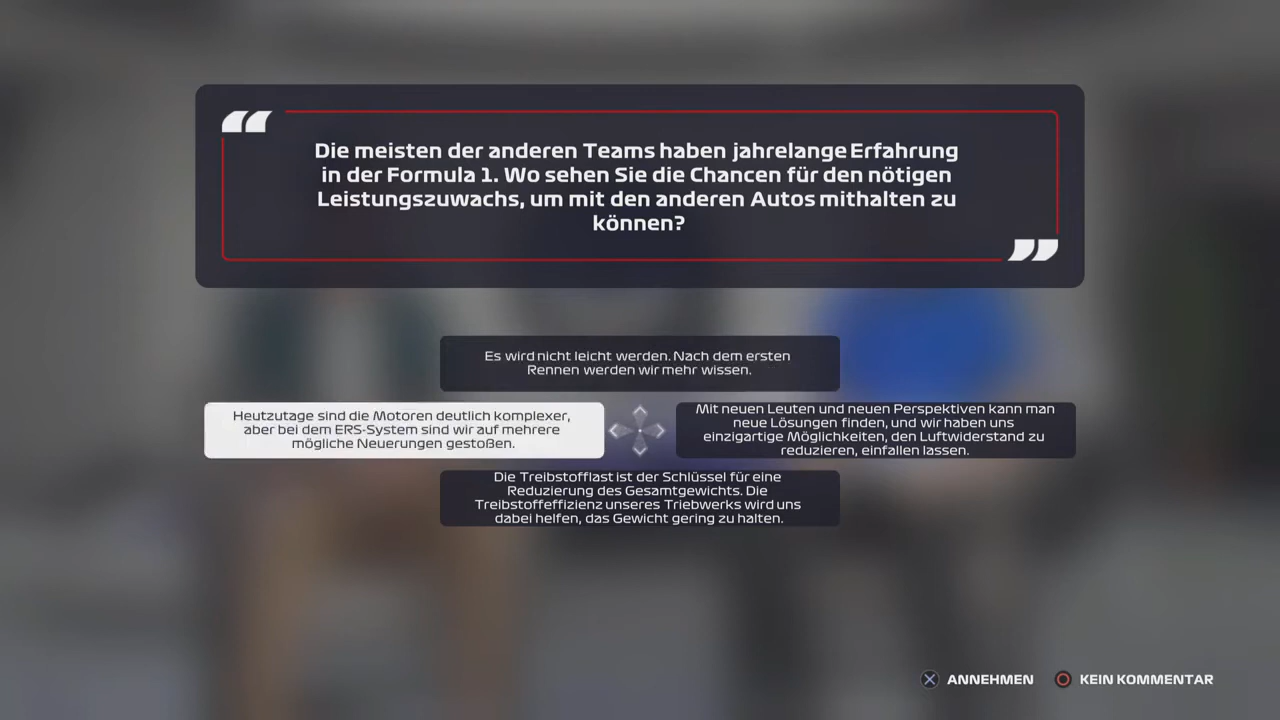 Die meisten der anderen Teams haben jahrelange Erfahrung
in der Formula 1. Wo sehen Sie die Chancen für den nötigen
Leistungszuwachs, um mit den anderen Autos mithalten zu
können?
Es wird nicht leicht werden. Nach dem ersten
Rennen werden wir mehr wissen.
Heutzutage sind die Motoren deutlich komplexer,
aber bei dem ERS-System sind wir auf mehrere
mögliche Neuerungen gestoßen.
Mit neuen Leuten und neuen Perspektiven kann man
neue Lösungen finden, und wir haben uns
einzigartige Möglichkeiten, den Luftwiderstand zu
reduzieren, einfallen lassen.
Die Treibstofflast ist der Schlüssel für eine
Reduzierung des Gesamtgewichts. Die
Treibstoffeffizienz unseres Triebwerks wird uns
dabei helfen, das Gewicht gering zu halten.
ANNEHMEN KEIN KOMMENTAR